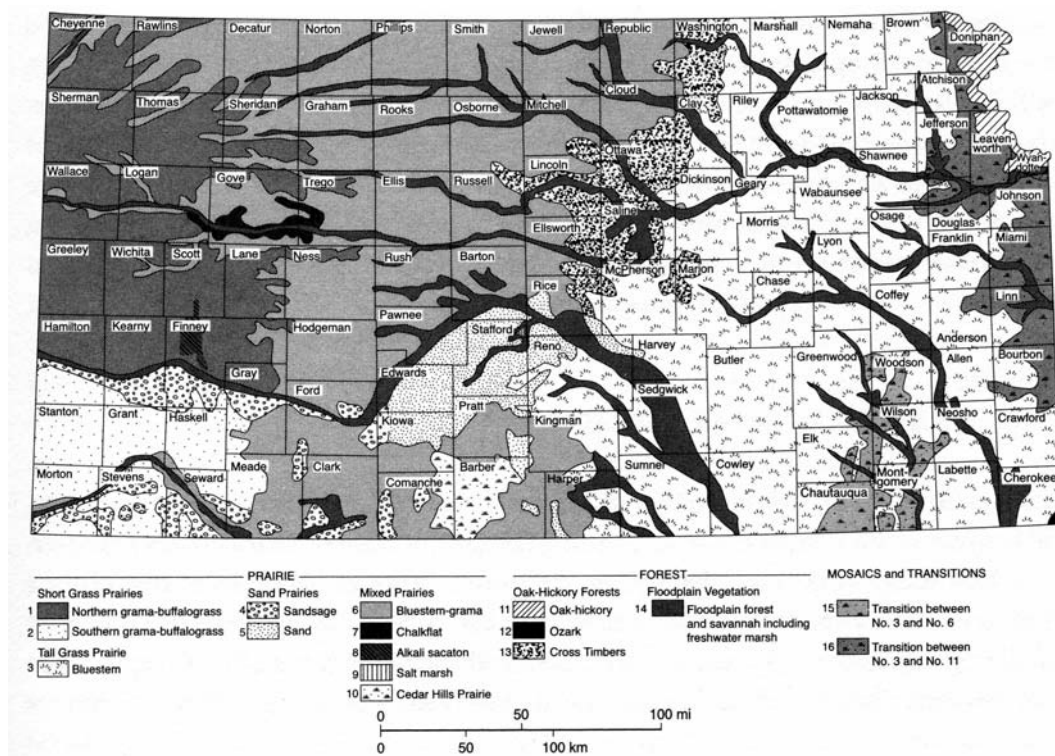 Cheyenne Rawlins Decatur Norton Phillips Smith Jewell Republic Washington Marshall Nemaha Brown Doniphan
Sherman Thomas Sheridan Graham Rooks Osborne Mitchell Cloud Clay Riley Pottawatomie Jackson Atchison
Jefferson Leaven-
worth
Wyan-
dotte
Wallace Logan Gove Trego Ellis Russell Lincoln Ottawa Dickinson Geary Wabaunsee Shawnee Johnson
Saline
Ellsworth Morris Osage Douglas
Greeley Wichita Scott Lane Ness Rush Barton McPherson Marion Lyon Franklin Miami
Rice Chase
Pawnee Coffey Linn
Hamilton Kearny Finney Hodgeman Stafford Reno Harvey Anderson
Gray Edwards Butler Greenwood Woodson Allen Bourbon
Ford Sedgwick
Stanton Grant Haskell Kiowa Pratt Kingman Wilson Neosho Crawford
Elk
Morton Stevens Seward Meade Clark Comanche Barber Harper Sumner Cowley Mont-
gomery
Labette Cherokee
Chautauqua
PRAIRIE
Short Grass Prairies
1 Northern grama-buffalograss
2 Southern grama-buffalograss
Tall Grass Prairie
3 Bluestem
Sand Prairies
4 Sandsage
5 Sand
Mixed Prairies
6 Bluestem-grama
7 Chalkflat
8 Alkali sacaton
9 Salt marsh
10 Cedar Hills Prairie
FOREST
Oak-Hickory Forests
11 Oak-hickory
12 Ozark
13 Cross Timbers
Floodplain Vegetation
14 Floodplain forest
and savannah including
freshwater marsh
MOSAICS and TRANSITIONS
15 Transition between
No. 3 and No. 6
16 Transition between
No. 3 and No. 11
0 50 100 mi
0 50 100 km